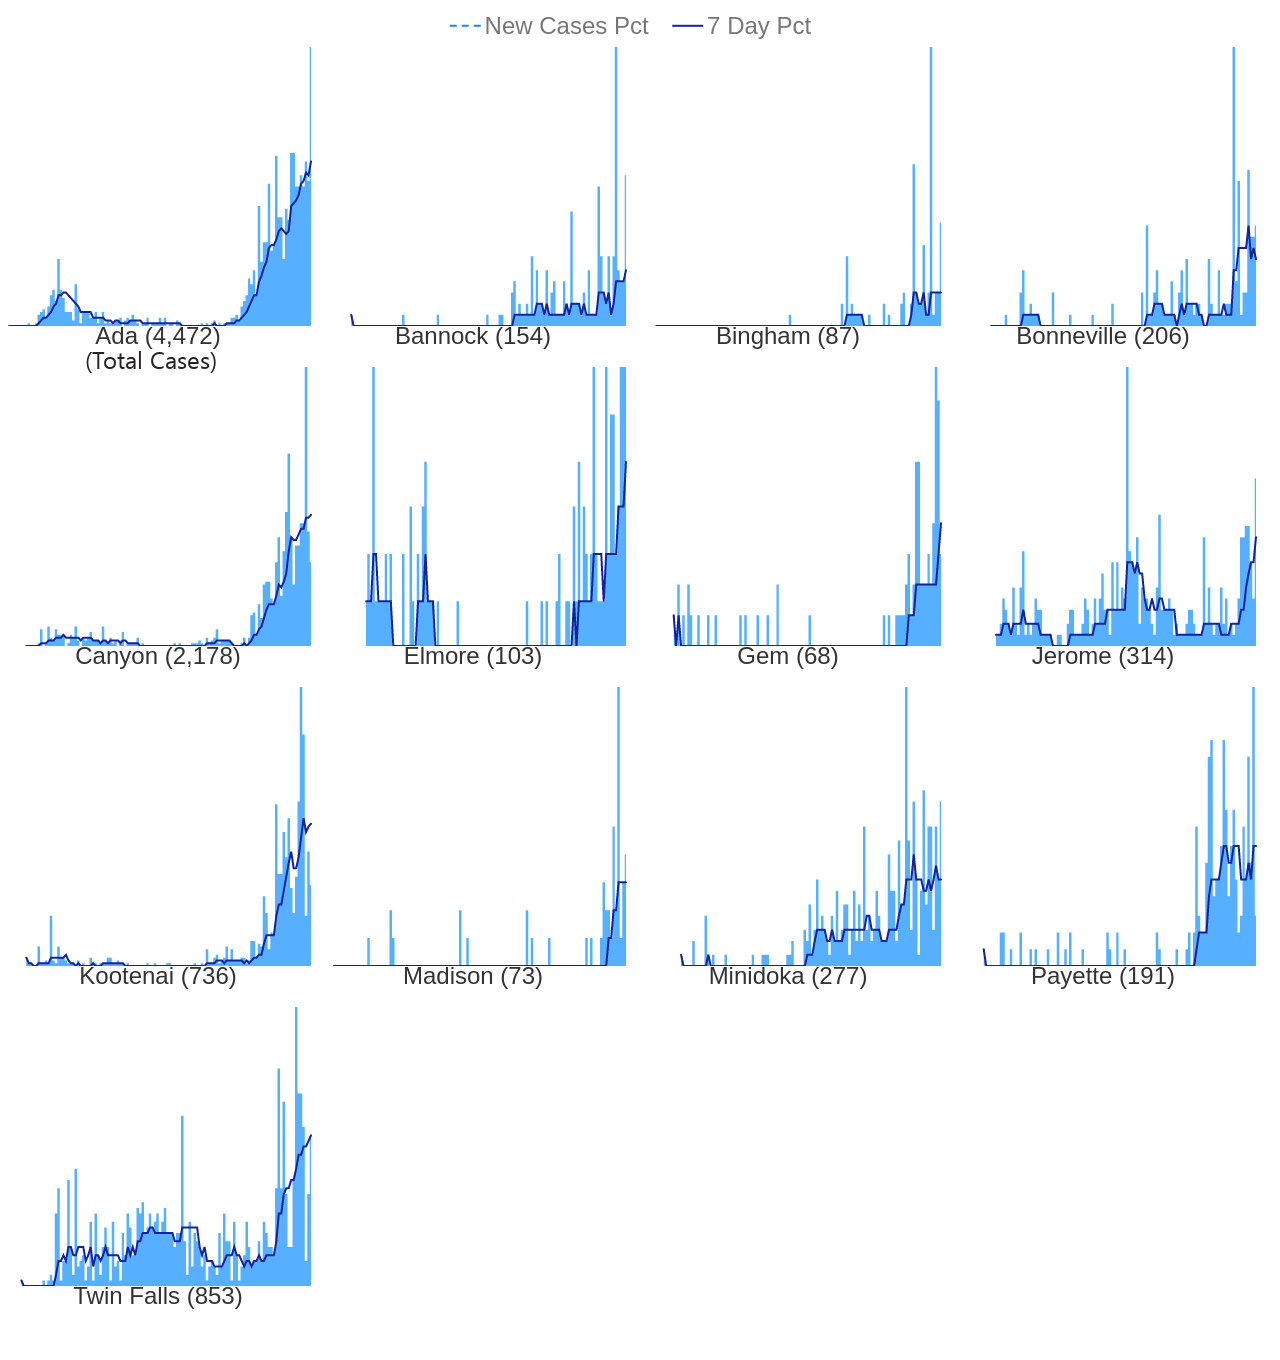 New Cases Pct 7 Day Pct
Ada (4,472)
(Total Cases)
Bannock (154)
Bingham (87)
Bonneville (206)
Canyon (2,178)
Elmore (103)
Gem (68)
Jerome (314)
Kootenai (736)
Madison (73)
Minidoka (277)
Payette (191)
Twin Falls (853)